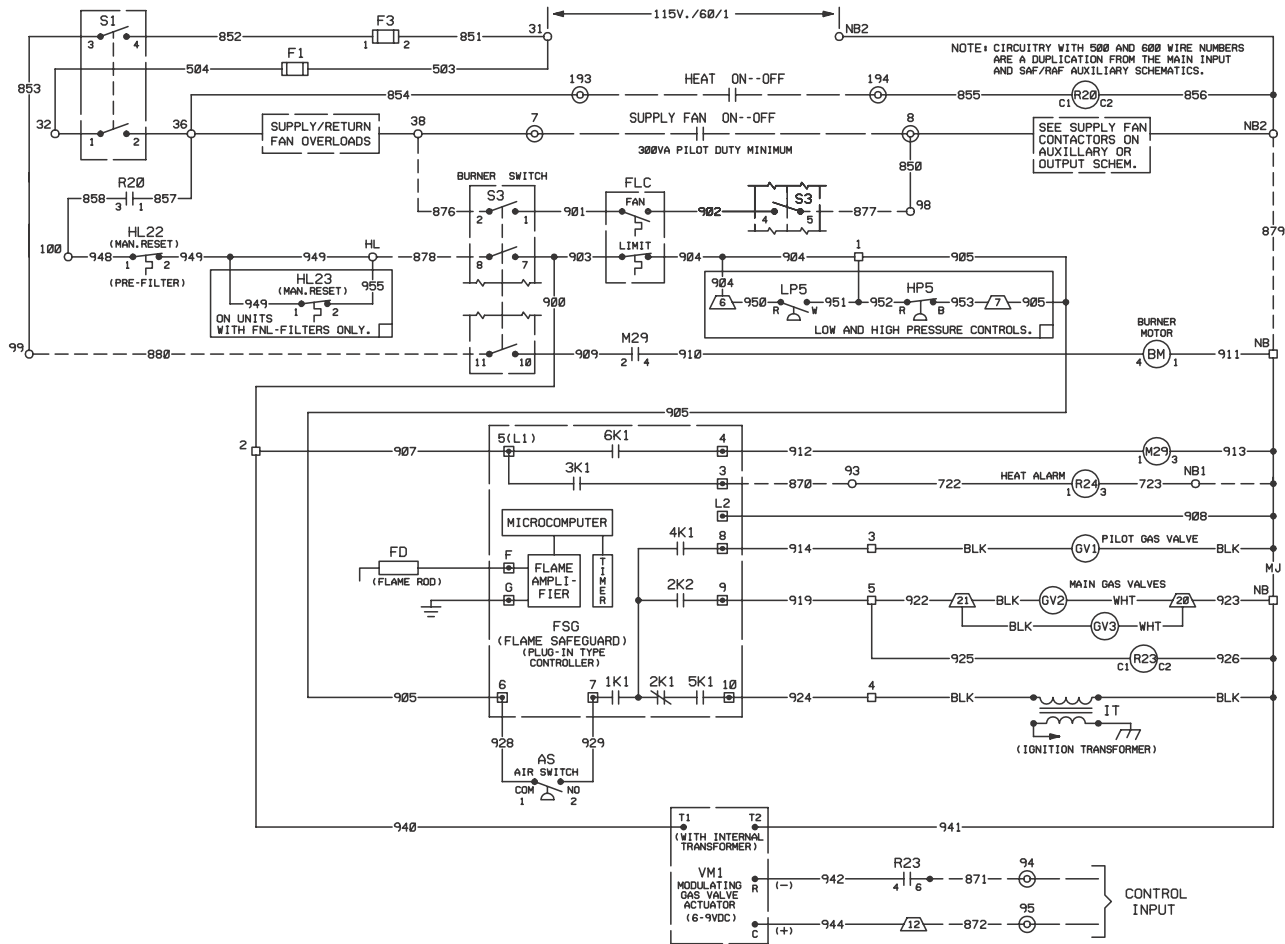 S1
F3
31
115V./60/1
NB2
3
4
852
1
2
851
F1
504
503
NOTE: CIRCUITRY WITH 500 AND 600 WIRE NUMBERS
ARE A DUPLICATION FROM THE MAIN INPUT
AND SAF/RAF AUXILIARY SCHEMATICS.
853
193
HEAT ON--OFF
194
854
855
R20
C1
C2
856
32
1
2
36
SUPPLY/RETURN
FAN OVERLOADS
38
7
SUPPLY FAN ON--OFF
300VA PILOT DUTY MINIMUM
8
SEE SUPPLY FAN
CONTACTORS ON
AUXILLARY OR
OUTPUT SCHEM.
NB2
850
R20
858
857
3
1
BURNER SWITCH
S3
876
2
1
901
FLC
FAN
902
S3
4
5
877
98
879
HL22
(MAN.RESET)
100
948
1
2
949
949
HL
878
8
7
903
LIMIT
904
904
1
905
(PRE-FILTER)
HL23
(MAN.RESET)
955
949
1
2
ON UNITS
WITH FNL-FILTERS ONLY.
900
904
6
950
LP5
R
W
951
952
HP5
R
B
953
7
905
LOW AND HIGH PRESSURE CONTROLS.
99
880
11
10
909
M29
2
4
910
BURNER
MOTOR
4
BM
1
911
NB
905
2
907
5(L1)
6K1
4
912
1
M29
3
913
3K1
3
870
93
722
HEAT ALARM
1
R24
3
723
NB1
L2
908
MICROCOMPUTER
4K1
8
914
3
BLK
GV1
PILOT GAS VALVE
BLK
FD
(FLAME ROD)
F
G
FLAME
AMPLI-
FIER
TIMER
MJ
2K2
9
919
5
922
21
BLK
GV2
MAIN GAS VALVES
WHT
20
923
NB
BLK
GV3
WHT
FSG
(FLAME SAFEGUARD)
(PLUG-IN TYPE
CONTROLLER)
925
C1
R23
C2
926
905
6
7
1K1
2K1
5K1
10
924
4
BLK
IT
BLK
(IGNITION TRANSFORMER)
928
929
AS
AIR SWITCH
COM
1
NO
2
940
T1
T2
941
(WITH INTERNAL
TRANSFORMER)
VM1
MODULATING
GAS VALVE
ACTUATOR
(6-9VDC)
R
(-)
942
R23
4
6
871
94
C
(+)
944
12
872
95
CONTROL
INPUT